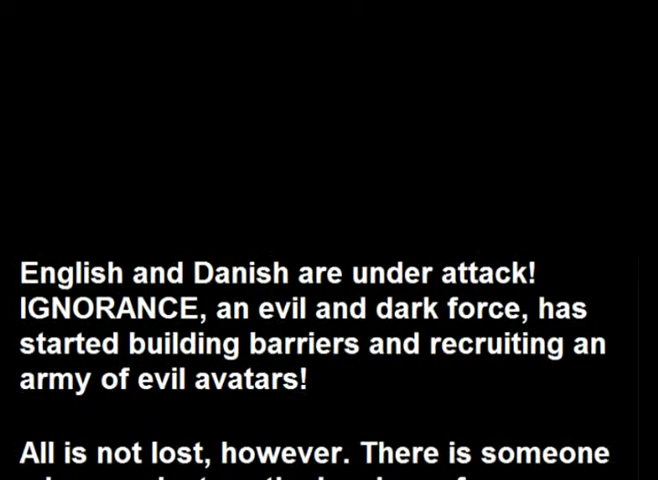 English and Danish are under attack!
IGNORANCE, an evil and dark force, has
started building barriers and recruiting an
army of evil avatars!
All is not lost, however. There is someone